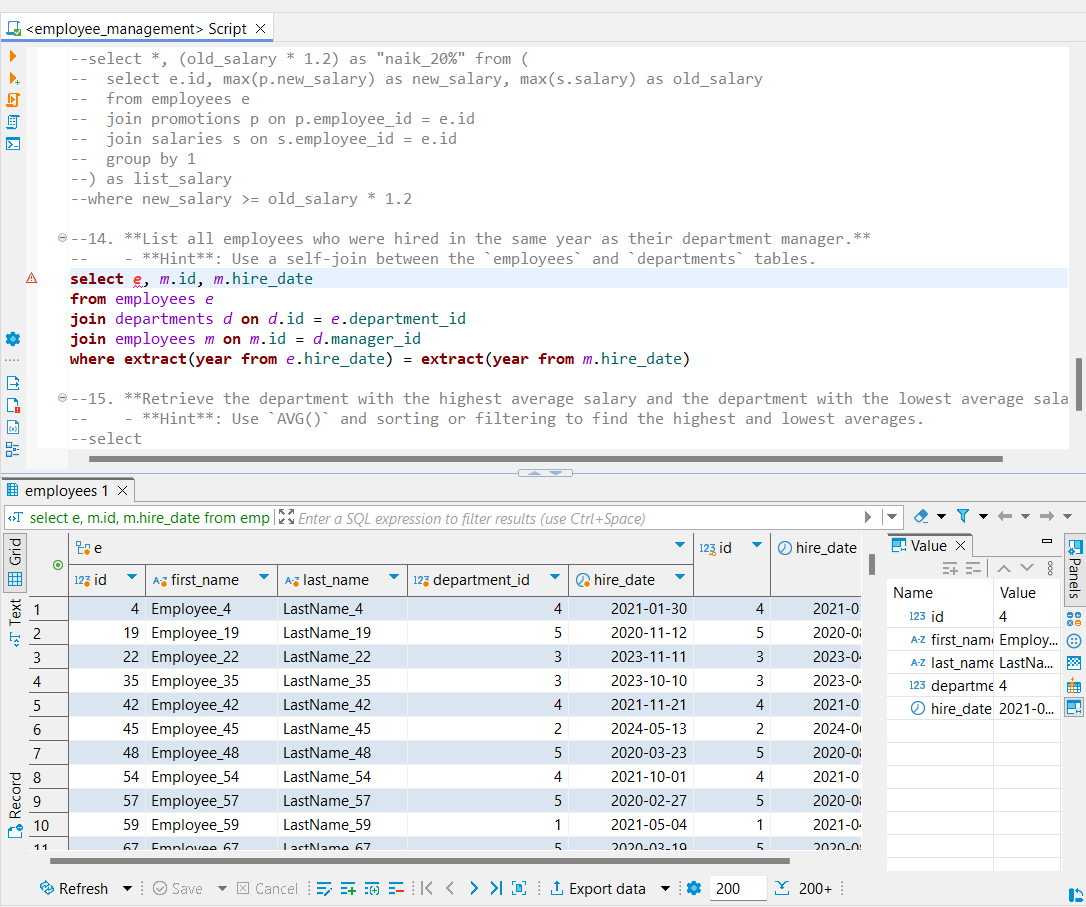 <employee_management> Script
--select *, (old_salary * 1.2) as "naik_20%" from (
--  select e.id, max(p.new_salary) as new_salary, max(s.salary) as old_salary
--  from employees e
--  join promotions p on p.employee_id = e.id
--  join salaries s on s.employee_id = e.id
--  group by 1
--) as list_salary
--where new_salary >= old_salary * 1.2
--14. **List all employees who were hired in the same year as their department manager.**
--    - **Hint**: Use a self-join between the `employees` and `departments` tables.
select e, m.id, m.hire_date
from employees e
join departments d on d.id = e.department_id
join employees m on m.id = d.manager_id
where extract(year from e.hire_date) = extract(year from m.hire_date)
--15. **Retrieve the department with the highest average salary and the department with the lowest average sala
--    - **Hint**: Use `AVG()` and sorting or filtering to find the highest and lowest averages.
--select
employees 1
select e, m.id, m.hire_date from emp Enter a SQL expression to filter results (use Ctrl+Space)
Grid
Text
Record
e 123 id hire_date
123 id A-Z first_name A-Z last_name 123 department_id hire_date
1 4 Employee_4 LastName_4 4 2021-01-30 4 2021-0
2 19 Employee_19 LastName_19 5 2020-11-12 5 2020-08
3 22 Employee_22 LastName_22 3 2023-11-11 3 2023-04
4 35 Employee_35 LastName_35 3 2023-10-10 3 2023-04
5 42 Employee_42 LastName_42 4 2021-11-21 4 2021-0
6 45 Employee_45 LastName_45 2 2024-05-13 2 2024-06
7 48 Employee_48 LastName_48 5 2020-03-23 5 2020-08
8 54 Employee_54 LastName_54 4 2021-10-01 4 2021-0
9 57 Employee_57 LastName_57 5 2020-02-27 5 2020-08
10 59 Employee_59 LastName_59 1 2021-05-04 1 2021-04
11 67 Employee_67 LastName_67 5 2020-03-19 5 2020-08
Value
Name Value
123 id 4
A-Z first_name Employ...
A-Z last_name LastNa...
123 departme 4
hire_date 2021-0...
Panels
Refresh Save Cancel Export data 200 200+